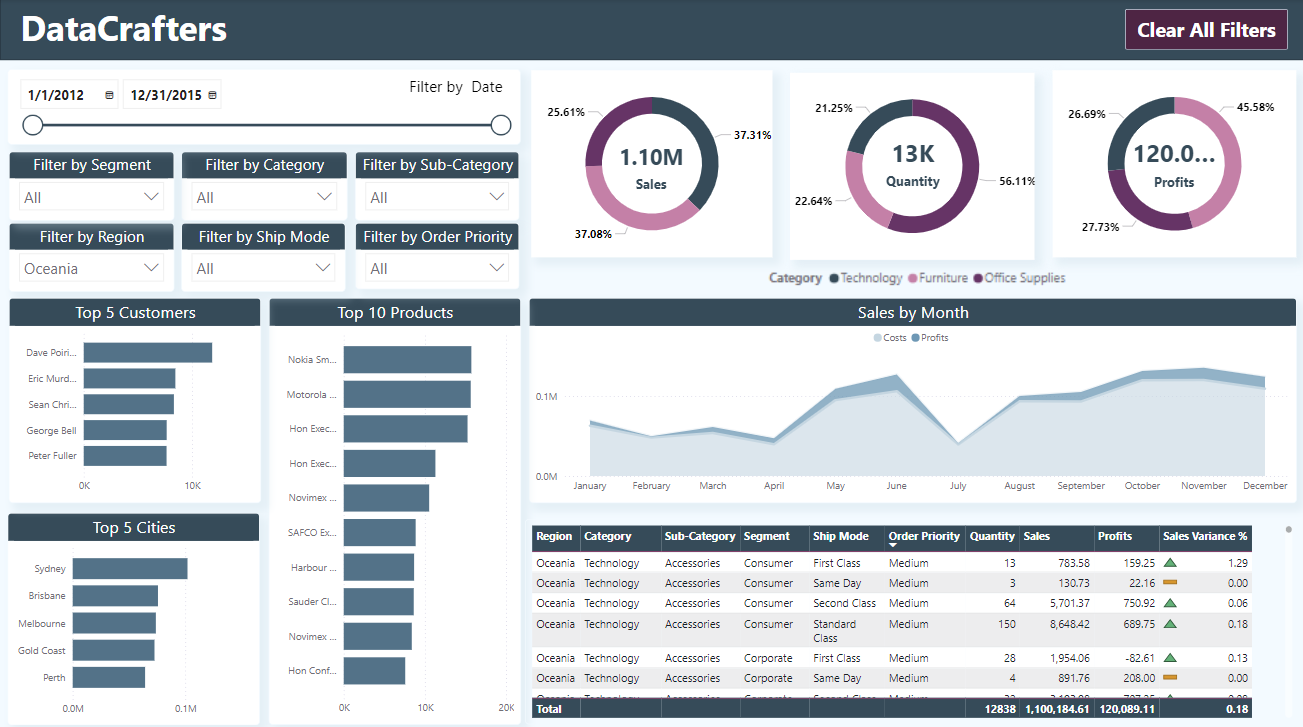 DataCrafters
Clear All Filters
1/1/2012
12/31/2015
Filter by Date
Filter by Segment
All
Filter by Category
All
Filter by Sub-Category
All
Filter by Region
Oceania
Filter by Ship Mode
All
Filter by Order Priority
All
25.61%
37.31%
37.08%
1.10M
Sales
21.25%
56.11%
22.64%
13K
Quantity
26.69%
45.58%
27.73%
120.0...
Profits
Category Technology Furniture Office Supplies
Top 5 Customers
Dave Poiri...
Eric Murd...
Sean Chri...
George Bell
Peter Fuller
0K 10K
Top 10 Products
Nokia Sm...
Motorola ...
Hon Exec...
Hon Exec...
Novimex ...
SAFCO Ex...
Harbour ...
Sauder Cl...
Novimex ...
Hon Conf...
0K 10K 20K
Sales by Month
Costs Profits
0.1M
0.0M
January February March April May June July August September October November December
Top 5 Cities
Sydney
Brisbane
Melbourne
Gold Coast
Perth
0.0M 0.1M
Region Category Sub-Category Segment Ship Mode Order Priority Quantity Sales Profits Sales Variance %
Oceania Technology Accessories Consumer First Class Medium 13 783.58 159.25 1.29
Oceania Technology Accessories Consumer Same Day Medium 3 130.73 22.16 0.00
Oceania Technology Accessories Consumer Second Class Medium 64 5,701.37 750.92 0.06
Oceania Technology Accessories Consumer Standard Class Medium 150 8,648.42 689.75 0.18
Oceania Technology Accessories Corporate First Class Medium 28 1,954.06 -82.61 0.13
Oceania Technology Accessories Corporate Same Day Medium 4 891.76 208.00 0.00
Oceania Technology Accessories Corporate Second Class Medium
Total 12838 1,100,184.61 120,089.11 0.18